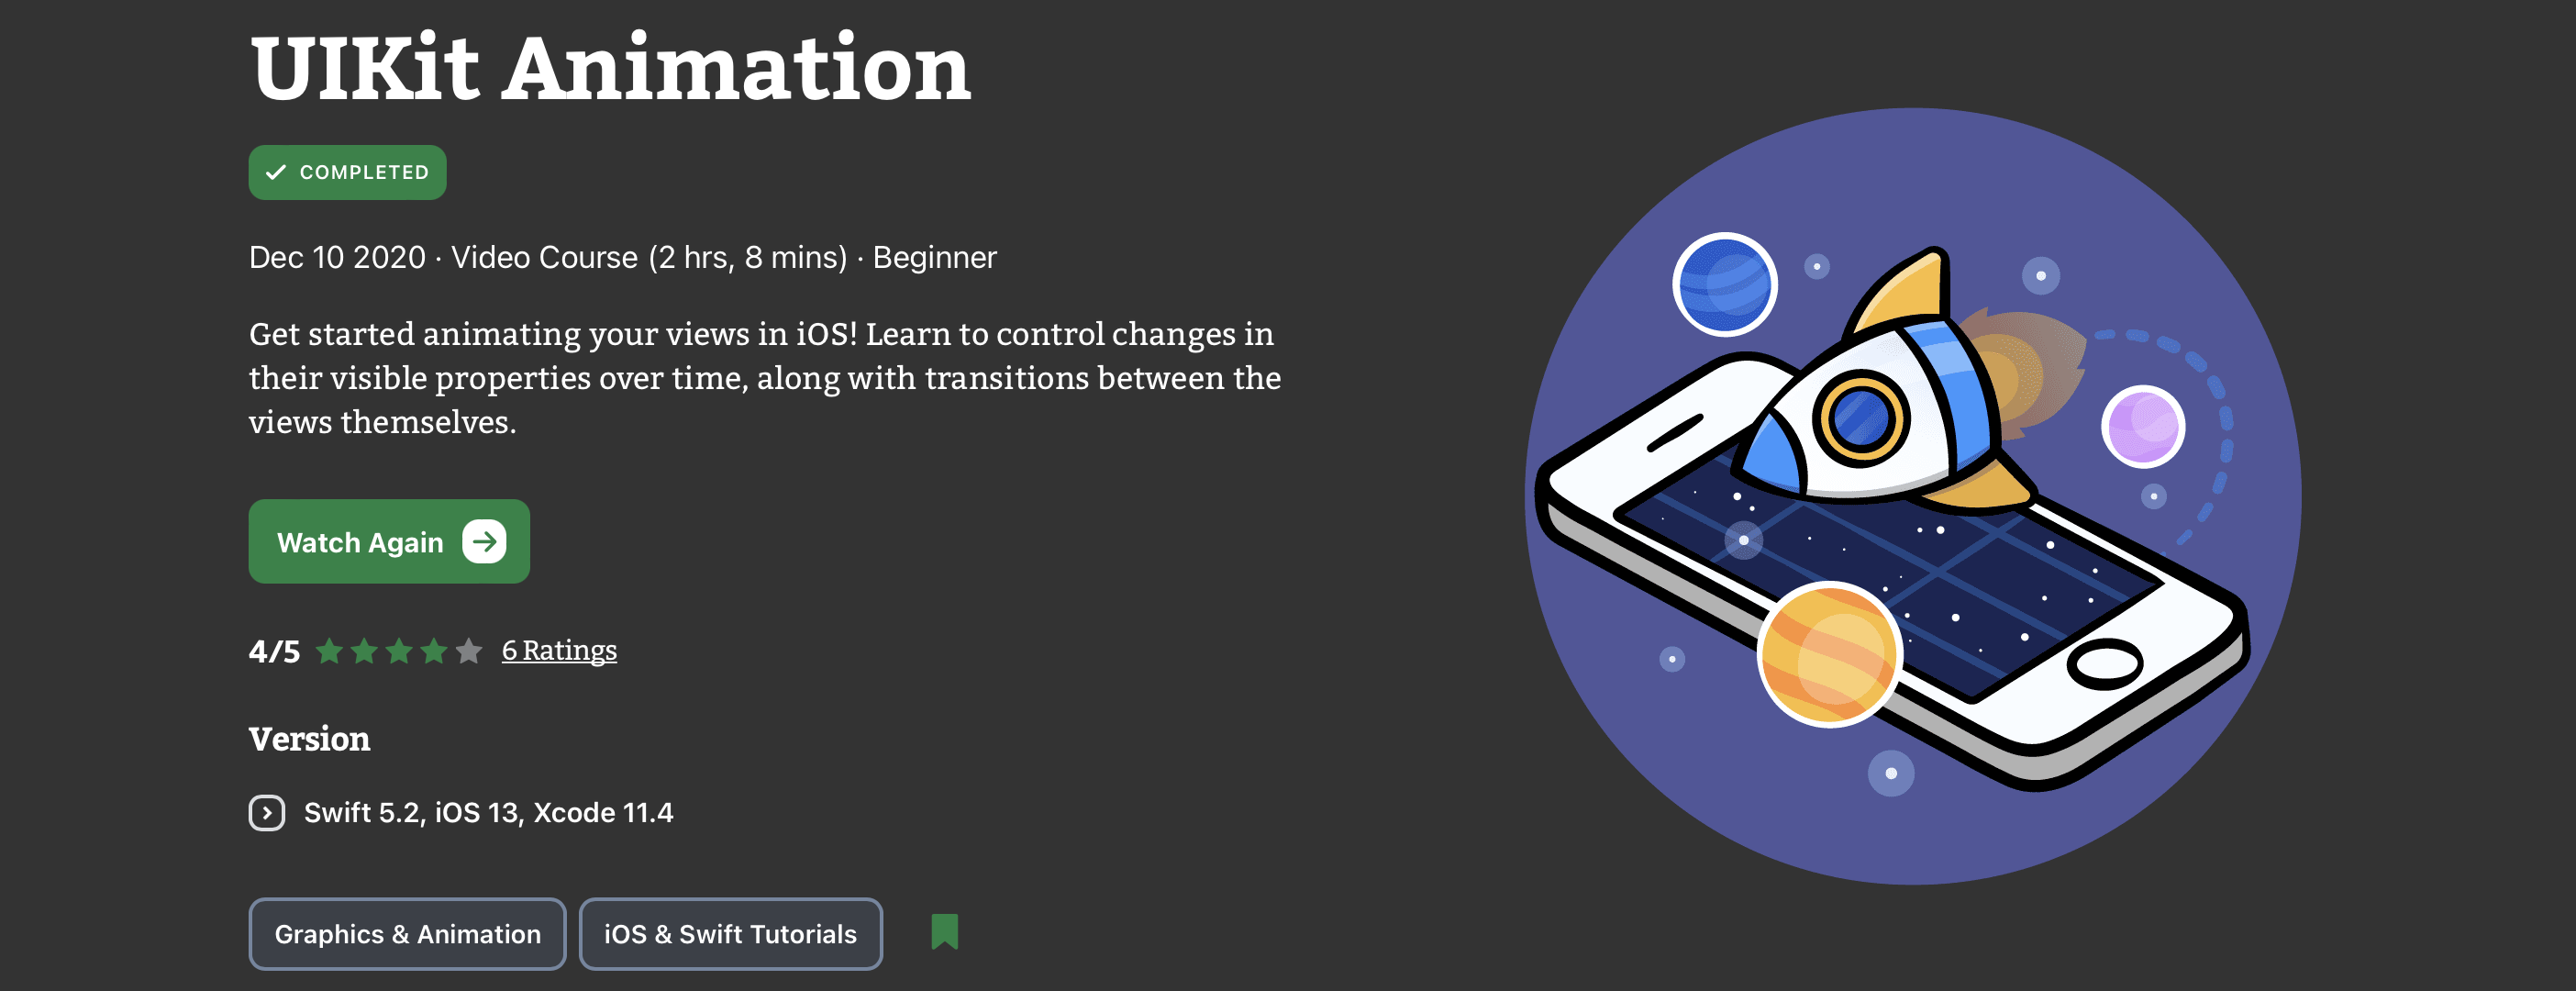 UIKit Animation
COMPLETED
Dec 10 2020 · Video Course (2 hrs, 8 mins) · Beginner
Get started animating your views in iOS! Learn to control changes in
their visible properties over time, along with transitions between the
views themselves.
Watch Again
4/5 6 Ratings
Version
Swift 5.2, iOS 13, Xcode 11.4
Graphics & Animation iOS & Swift Tutorials